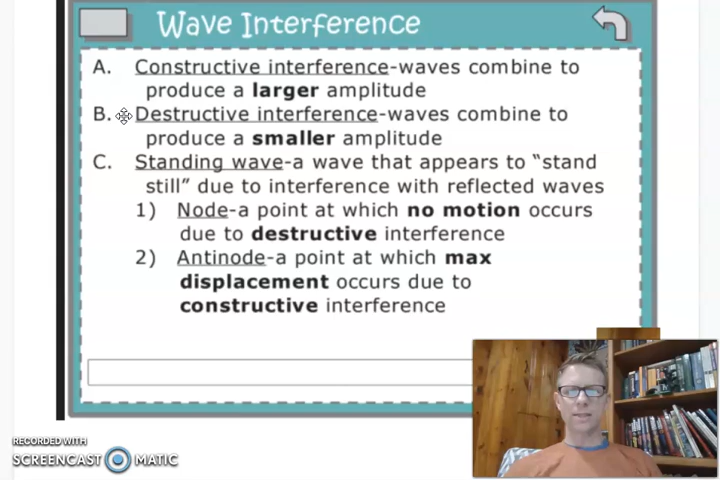 Wave Interference
A. Constructive interference-waves combine to
produce a larger amplitude
B. Destructive interference-waves combine to
produce a smaller amplitude
C. Standing wave-a wave that appears to “stand
still” due to interference with reflected waves
1) Node-a point at which no motion occurs
due to destructive interference
2) Antinode-a point at which max
displacement occurs due to
constructive interference
RECORDED WITH
SCREENCAST MATIC